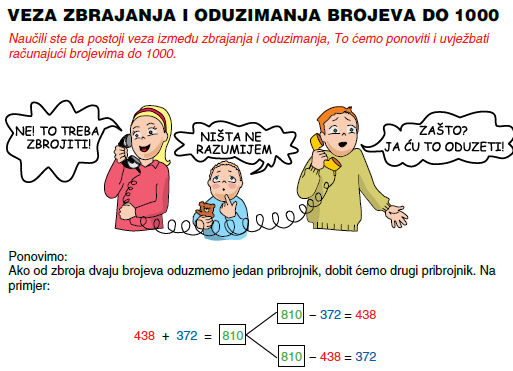 VEZA ZBRAJANJA I ODUZIMANJA BROJEVA DO 1000
Naučili ste da postoji veza između zbrajanja i oduzimanja, To ćemo ponoviti i uvježbati
računajući brojevima do 1000.
NE! TO TREBA
ZBROJITI!
NIŠTA NE
RAZUMIJEM
ZAŠTO?
JA ĆU TO ODUZETI!
Ponovimo:
Ako od zbroja dvaju brojeva oduzmemo jedan pribrojnik, dobit ćemo drugi pribrojnik. Na
primjer:
810 – 372 = 438
438 + 372 = 810
810 – 438 = 372